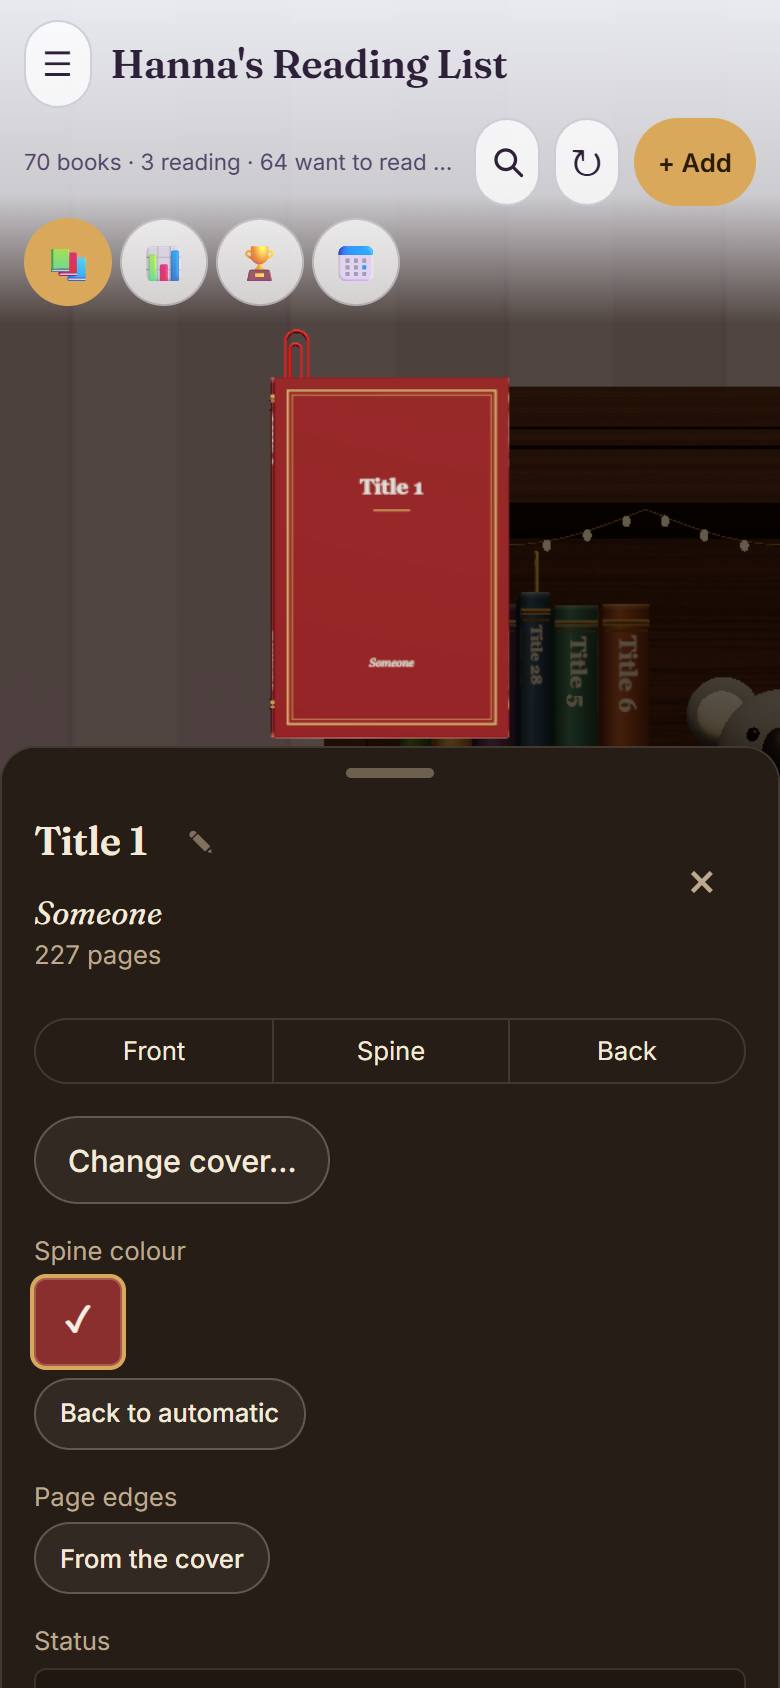 Hanna's Reading List
70 books · 3 reading · 64 want to read ...
+ Add
Title 1
Someone
Title 28
Title 5
Title 6
Title 1
Someone
227 pages
Front
Spine
Back
Change cover...
Spine colour
Back to automatic
Page edges
From the cover
Status